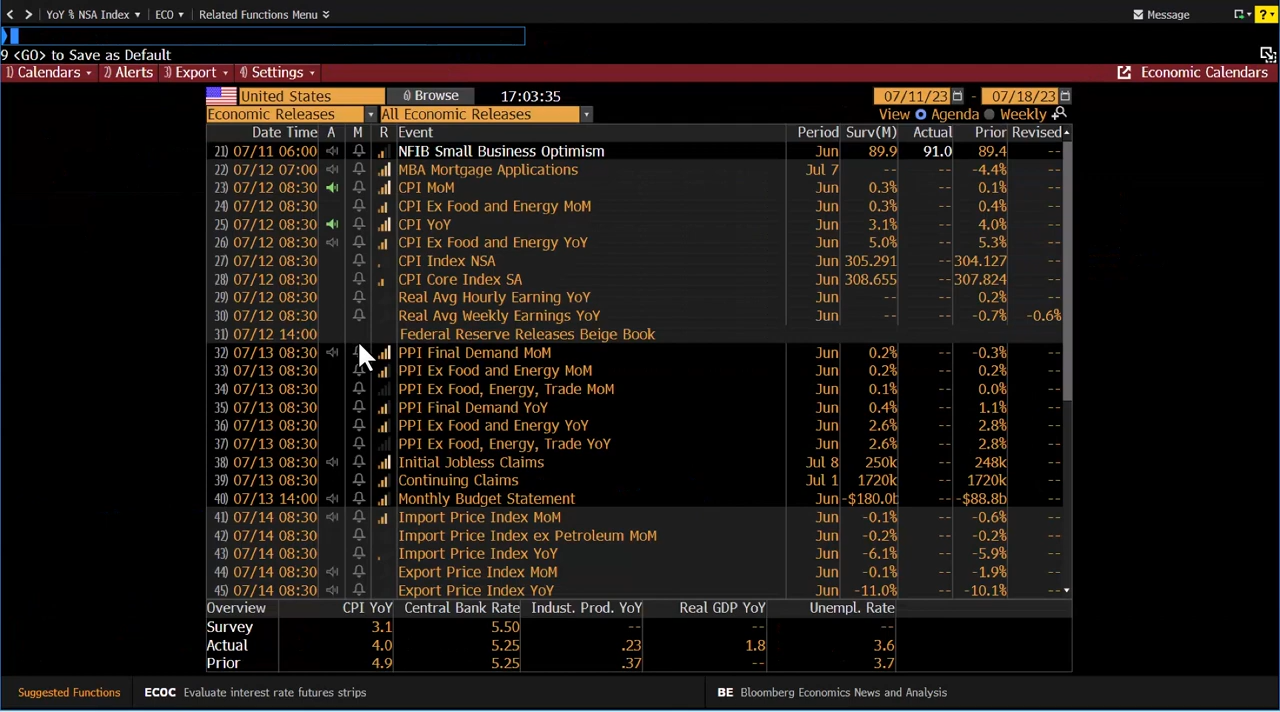 YoY % NSA Index ECO Related Functions Menu Message ?
9 <GO> to Save as Default
1) Calendars 2) Alerts 3) Export 4) Settings Economic Calendars
United States Browse 17:03:35 07/11/23 - 07/18/23
Economic Releases All Economic Releases View Agenda Weekly
Date Time A M R Event Period Surv(M) Actual Prior Revised
21) 07/11 06:00 NFIB Small Business Optimism Jun 89.9 91.0 89.4 --
22) 07/12 07:00 MBA Mortgage Applications Jul 7 -- -- -4.4% --
23) 07/12 08:30 CPI MoM Jun 0.3% -- 0.1% --
24) 07/12 08:30 CPI Ex Food and Energy MoM Jun 0.3% -- 0.4% --
25) 07/12 08:30 CPI YoY Jun 3.1% -- 4.0% --
26) 07/12 08:30 CPI Ex Food and Energy YoY Jun 5.0% -- 5.3% --
27) 07/12 08:30 CPI Index NSA Jun 305.291 -- 304.127 --
28) 07/12 08:30 CPI Core Index SA Jun 308.655 -- 307.824 --
29) 07/12 08:30 Real Avg Hourly Earning YoY Jun -- -- 0.2% --
30) 07/12 08:30 Real Avg Weekly Earnings YoY Jun -- -- -0.7% -0.6%
31) 07/12 14:00 Federal Reserve Releases Beige Book
32) 07/13 08:30 PPI Final Demand MoM Jun 0.2% -- -0.3% --
33) 07/13 08:30 PPI Ex Food and Energy MoM Jun 0.2% -- 0.2% --
34) 07/13 08:30 PPI Ex Food, Energy, Trade MoM Jun 0.1% -- 0.0% --
35) 07/13 08:30 PPI Final Demand YoY Jun 0.4% -- 1.1% --
36) 07/13 08:30 PPI Ex Food and Energy YoY Jun 2.6% -- 2.8% --
37) 07/13 08:30 PPI Ex Food, Energy, Trade YoY Jun 2.6% -- 2.8% --
38) 07/13 08:30 Initial Jobless Claims Jul 8 250k -- 248k --
39) 07/13 08:30 Continuing Claims Jul 1 1720k -- 1720k --
40) 07/13 14:00 Monthly Budget Statement Jun -$180.0b -- -$88.8b --
41) 07/14 08:30 Import Price Index MoM Jun -0.1% -- -0.6% --
42) 07/14 08:30 Import Price Index ex Petroleum MoM Jun -0.2% -- -0.2% --
43) 07/14 08:30 Import Price Index YoY Jun -6.1% -- -5.9% --
44) 07/14 08:30 Export Price Index MoM Jun -0.1% -- -1.9% --
45) 07/14 08:30 Export Price Index YoY Jun -11.0% -- -10.1% --
Overview CPI YoY Central Bank Rate Indust. Prod. YoY Real GDP YoY Unempl. Rate
Survey 3.1 5.50 -- -- --
Actual 4.0 5.25 .23 1.8 3.6
Prior 4.9 5.25 .37 -- 3.7
Suggested Functions ECOC Evaluate interest rate futures strips BE Bloomberg Economics News and Analysis